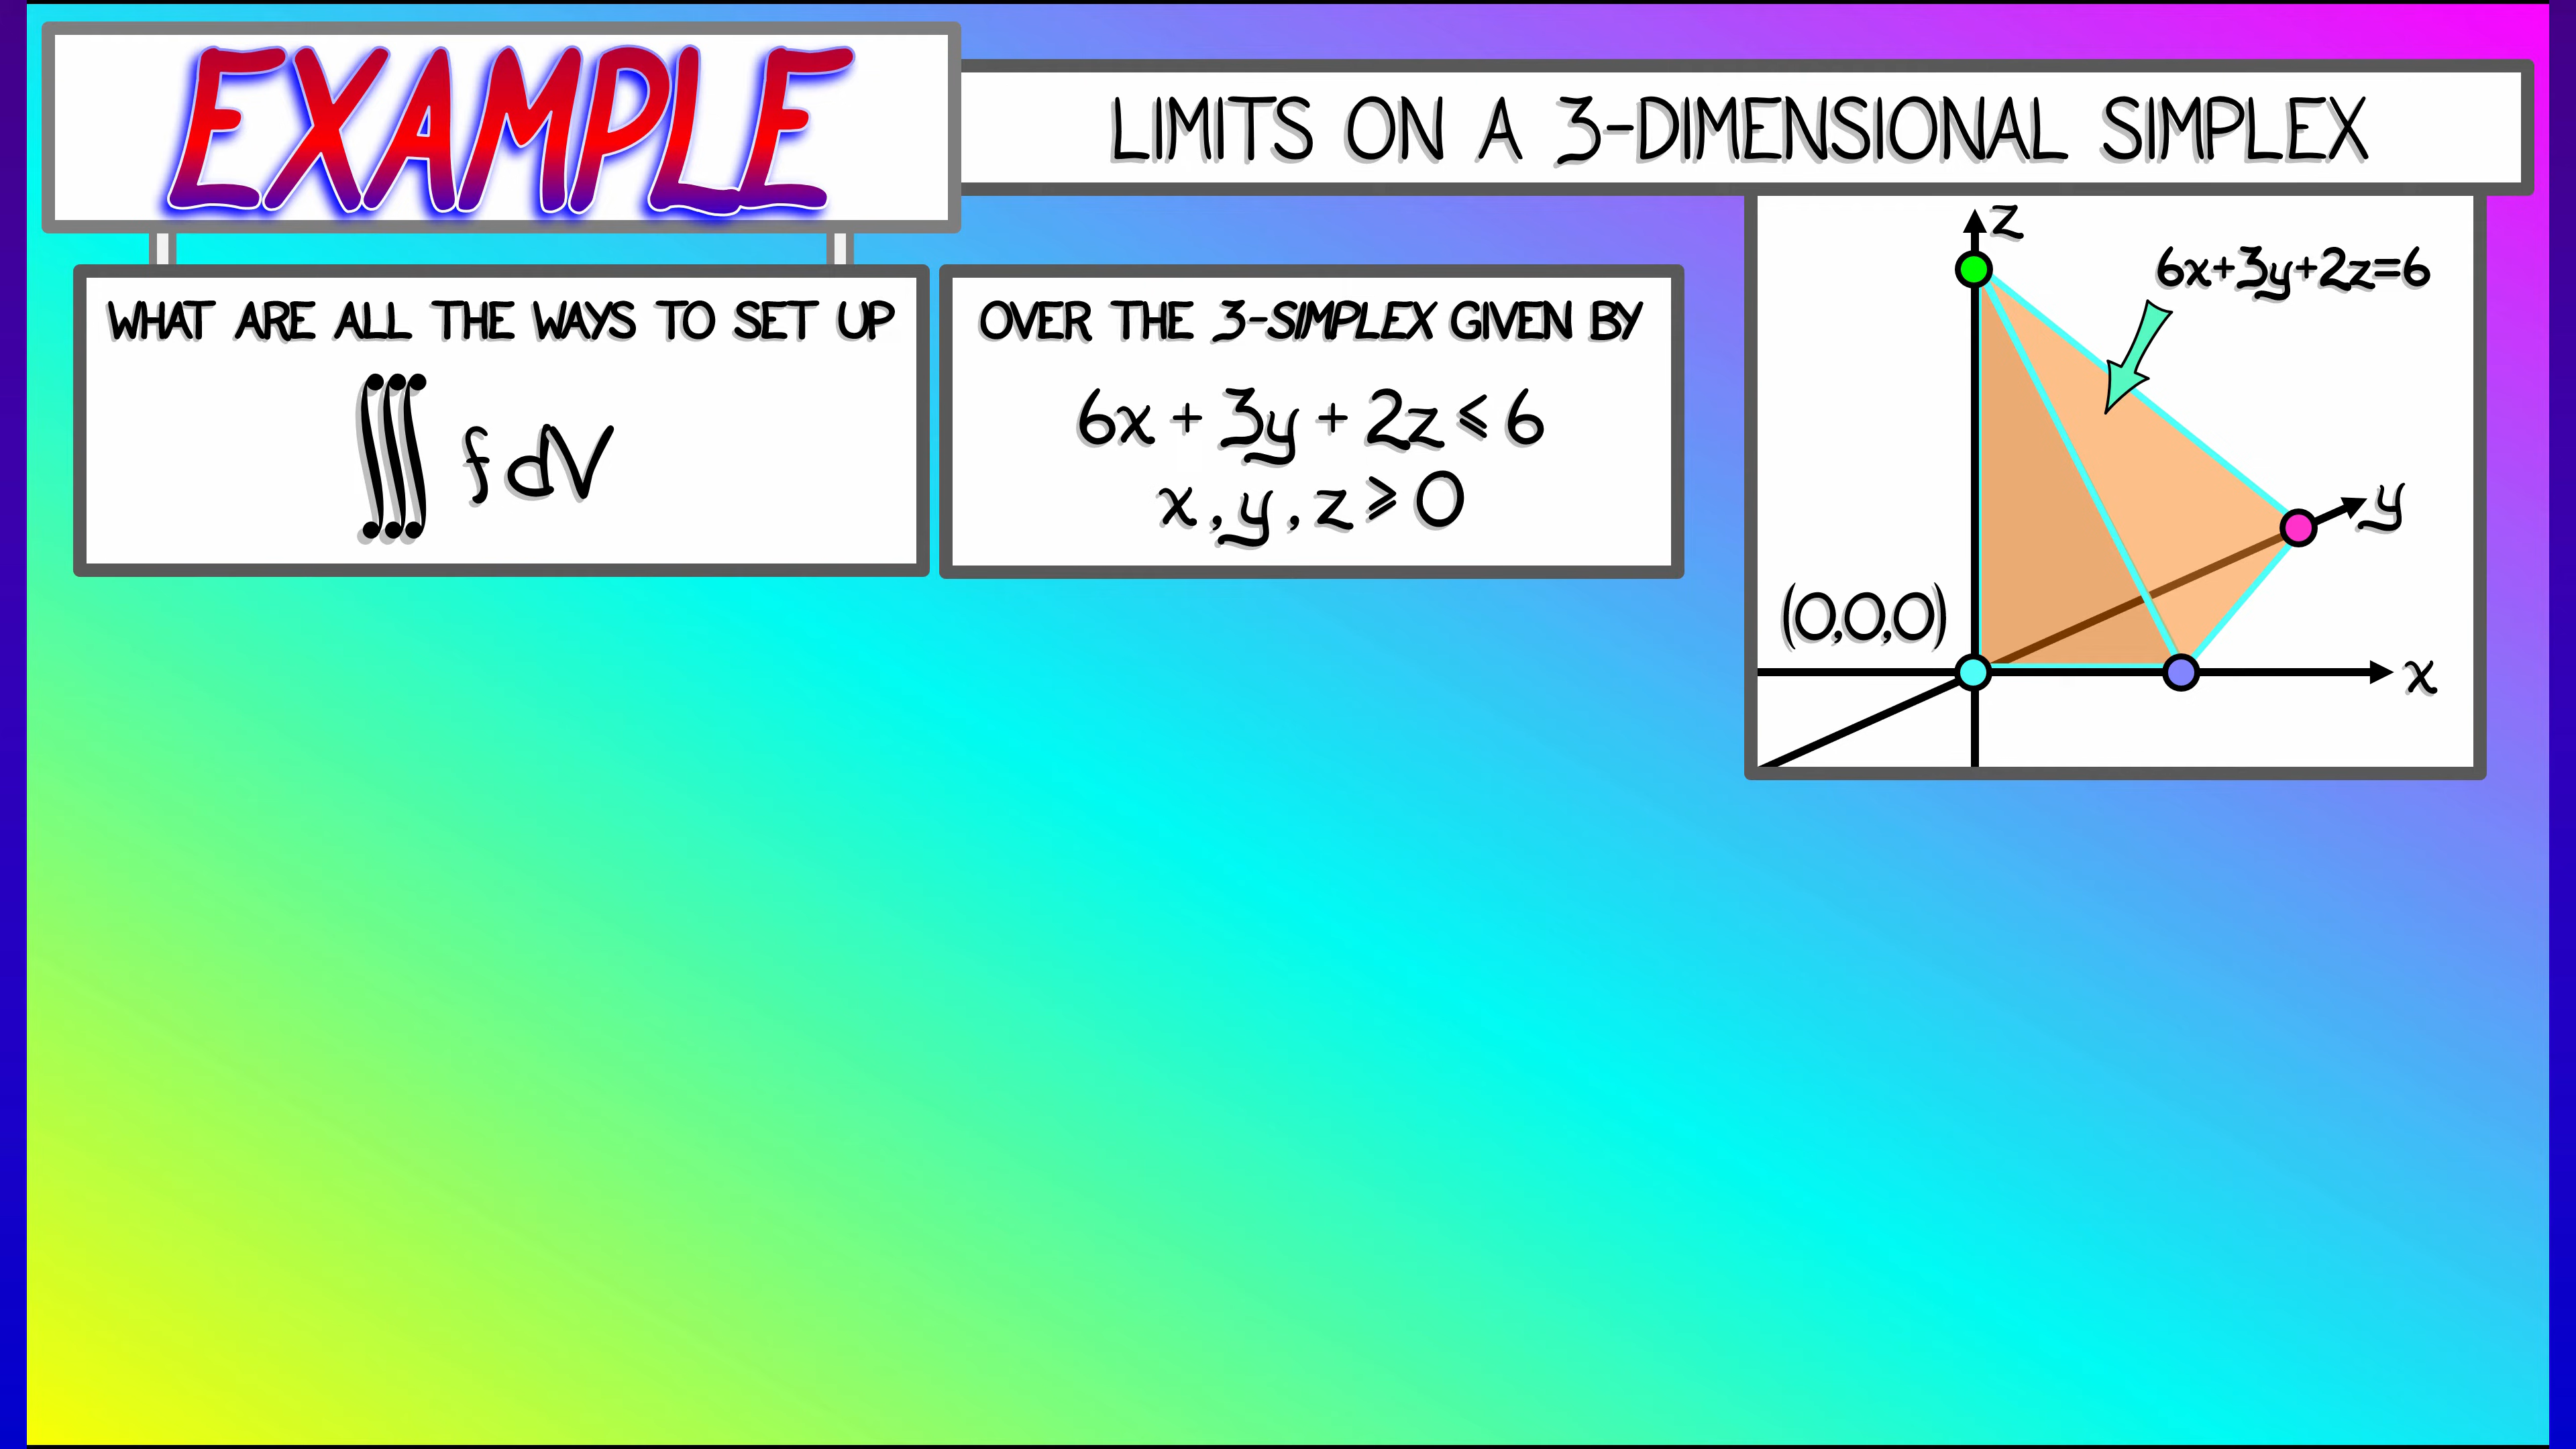 EXAMPLE
LIMITS ON A 3-DIMENSIONAL SIMPLEX
WHAT ARE ALL THE WAYS TO SET UP
∭ f dV
OVER THE 3-SIMPLEX GIVEN BY
6x + 3y + 2z ⩽ 6
x, y, z ⩾ 0
z
6x+3y+2z=6
y
(0,0,0)
x